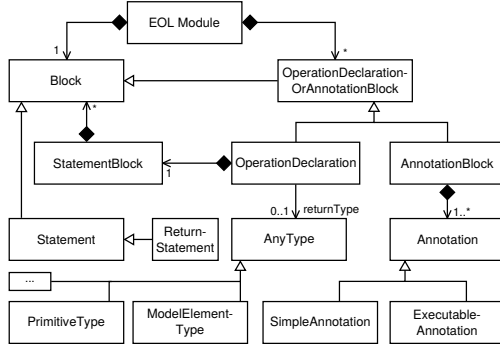 EOL Module
1
*
Block
OperationDeclaration-
OrAnnotationBlock
*
StatementBlock
1
OperationDeclaration
AnnotationBlock
0..1
returnType
1..*
Statement
Return-
Statement
AnyType
Annotation
...
PrimitiveType
ModelElement-
Type
SimpleAnnotation
Executable-
Annotation